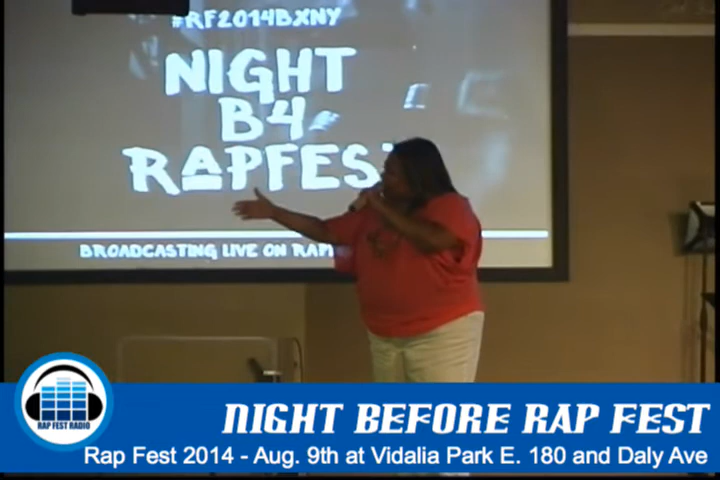 #RF2014BXNY
NIGHT
B4
RAPFEST
BROADCASTING LIVE ON
RAP FEST RADIO
NIGHT BEFORE RAP FEST
Rap Fest 2014 - Aug. 9th at Vidalia Park E. 180 and Daly Ave